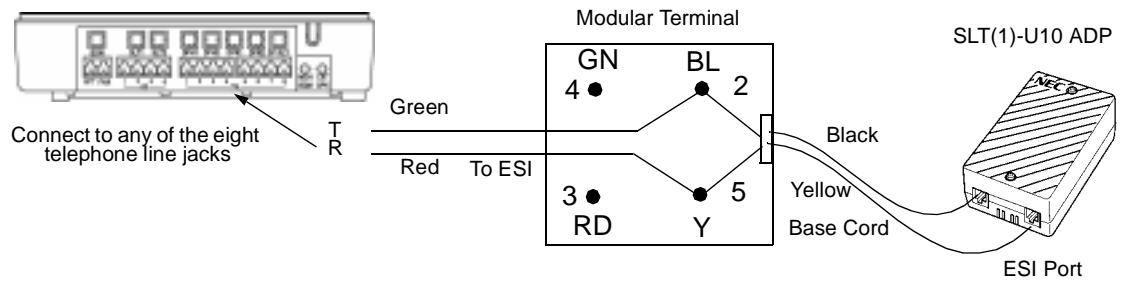 Modular Terminal
SLT(1)-U10 ADP
GN BL
4 2
NEC
Green
T
R
Connect to any of the eight
telephone line jacks
Black
Red To ESI
3 5
RD Y
Yellow
Base Cord
ESI Port